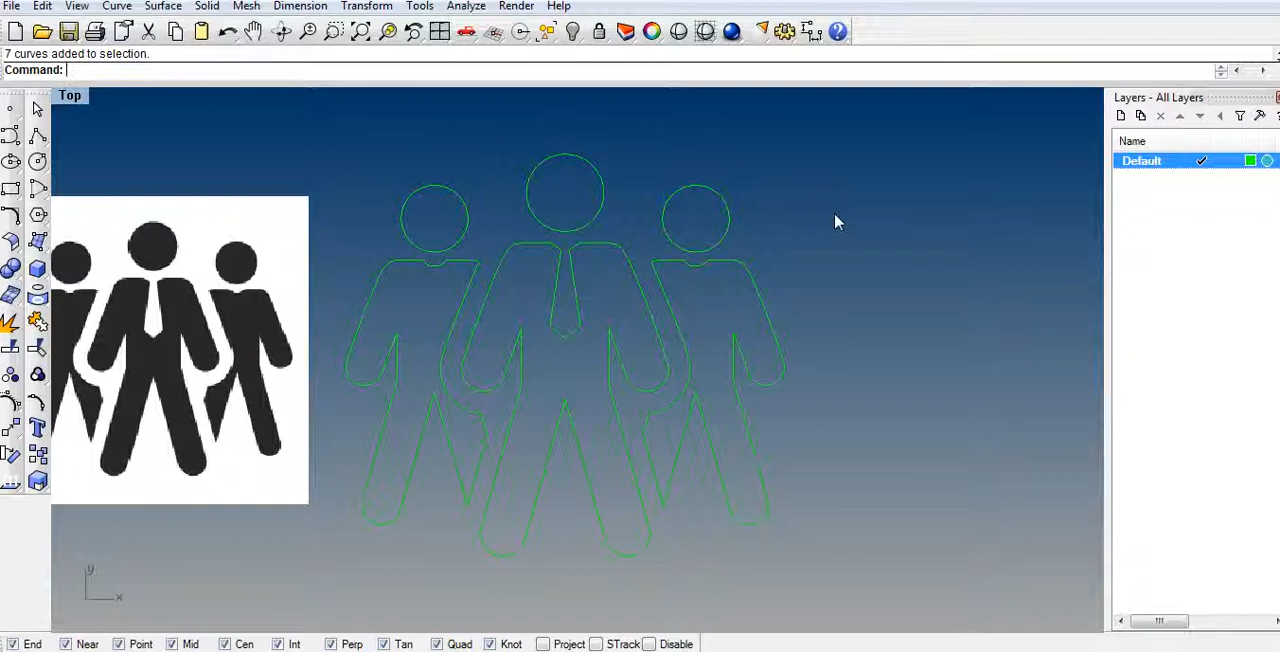 File Edit View Curve Surface Solid Mesh Dimension Transform Tools Analyze Render Help
7 curves added to selection.
Command:
Top
Layers - All Layers
Name
Default
y
x
End Near Point Mid Cen Int Perp Tan Quad Knot Project STrack Disable